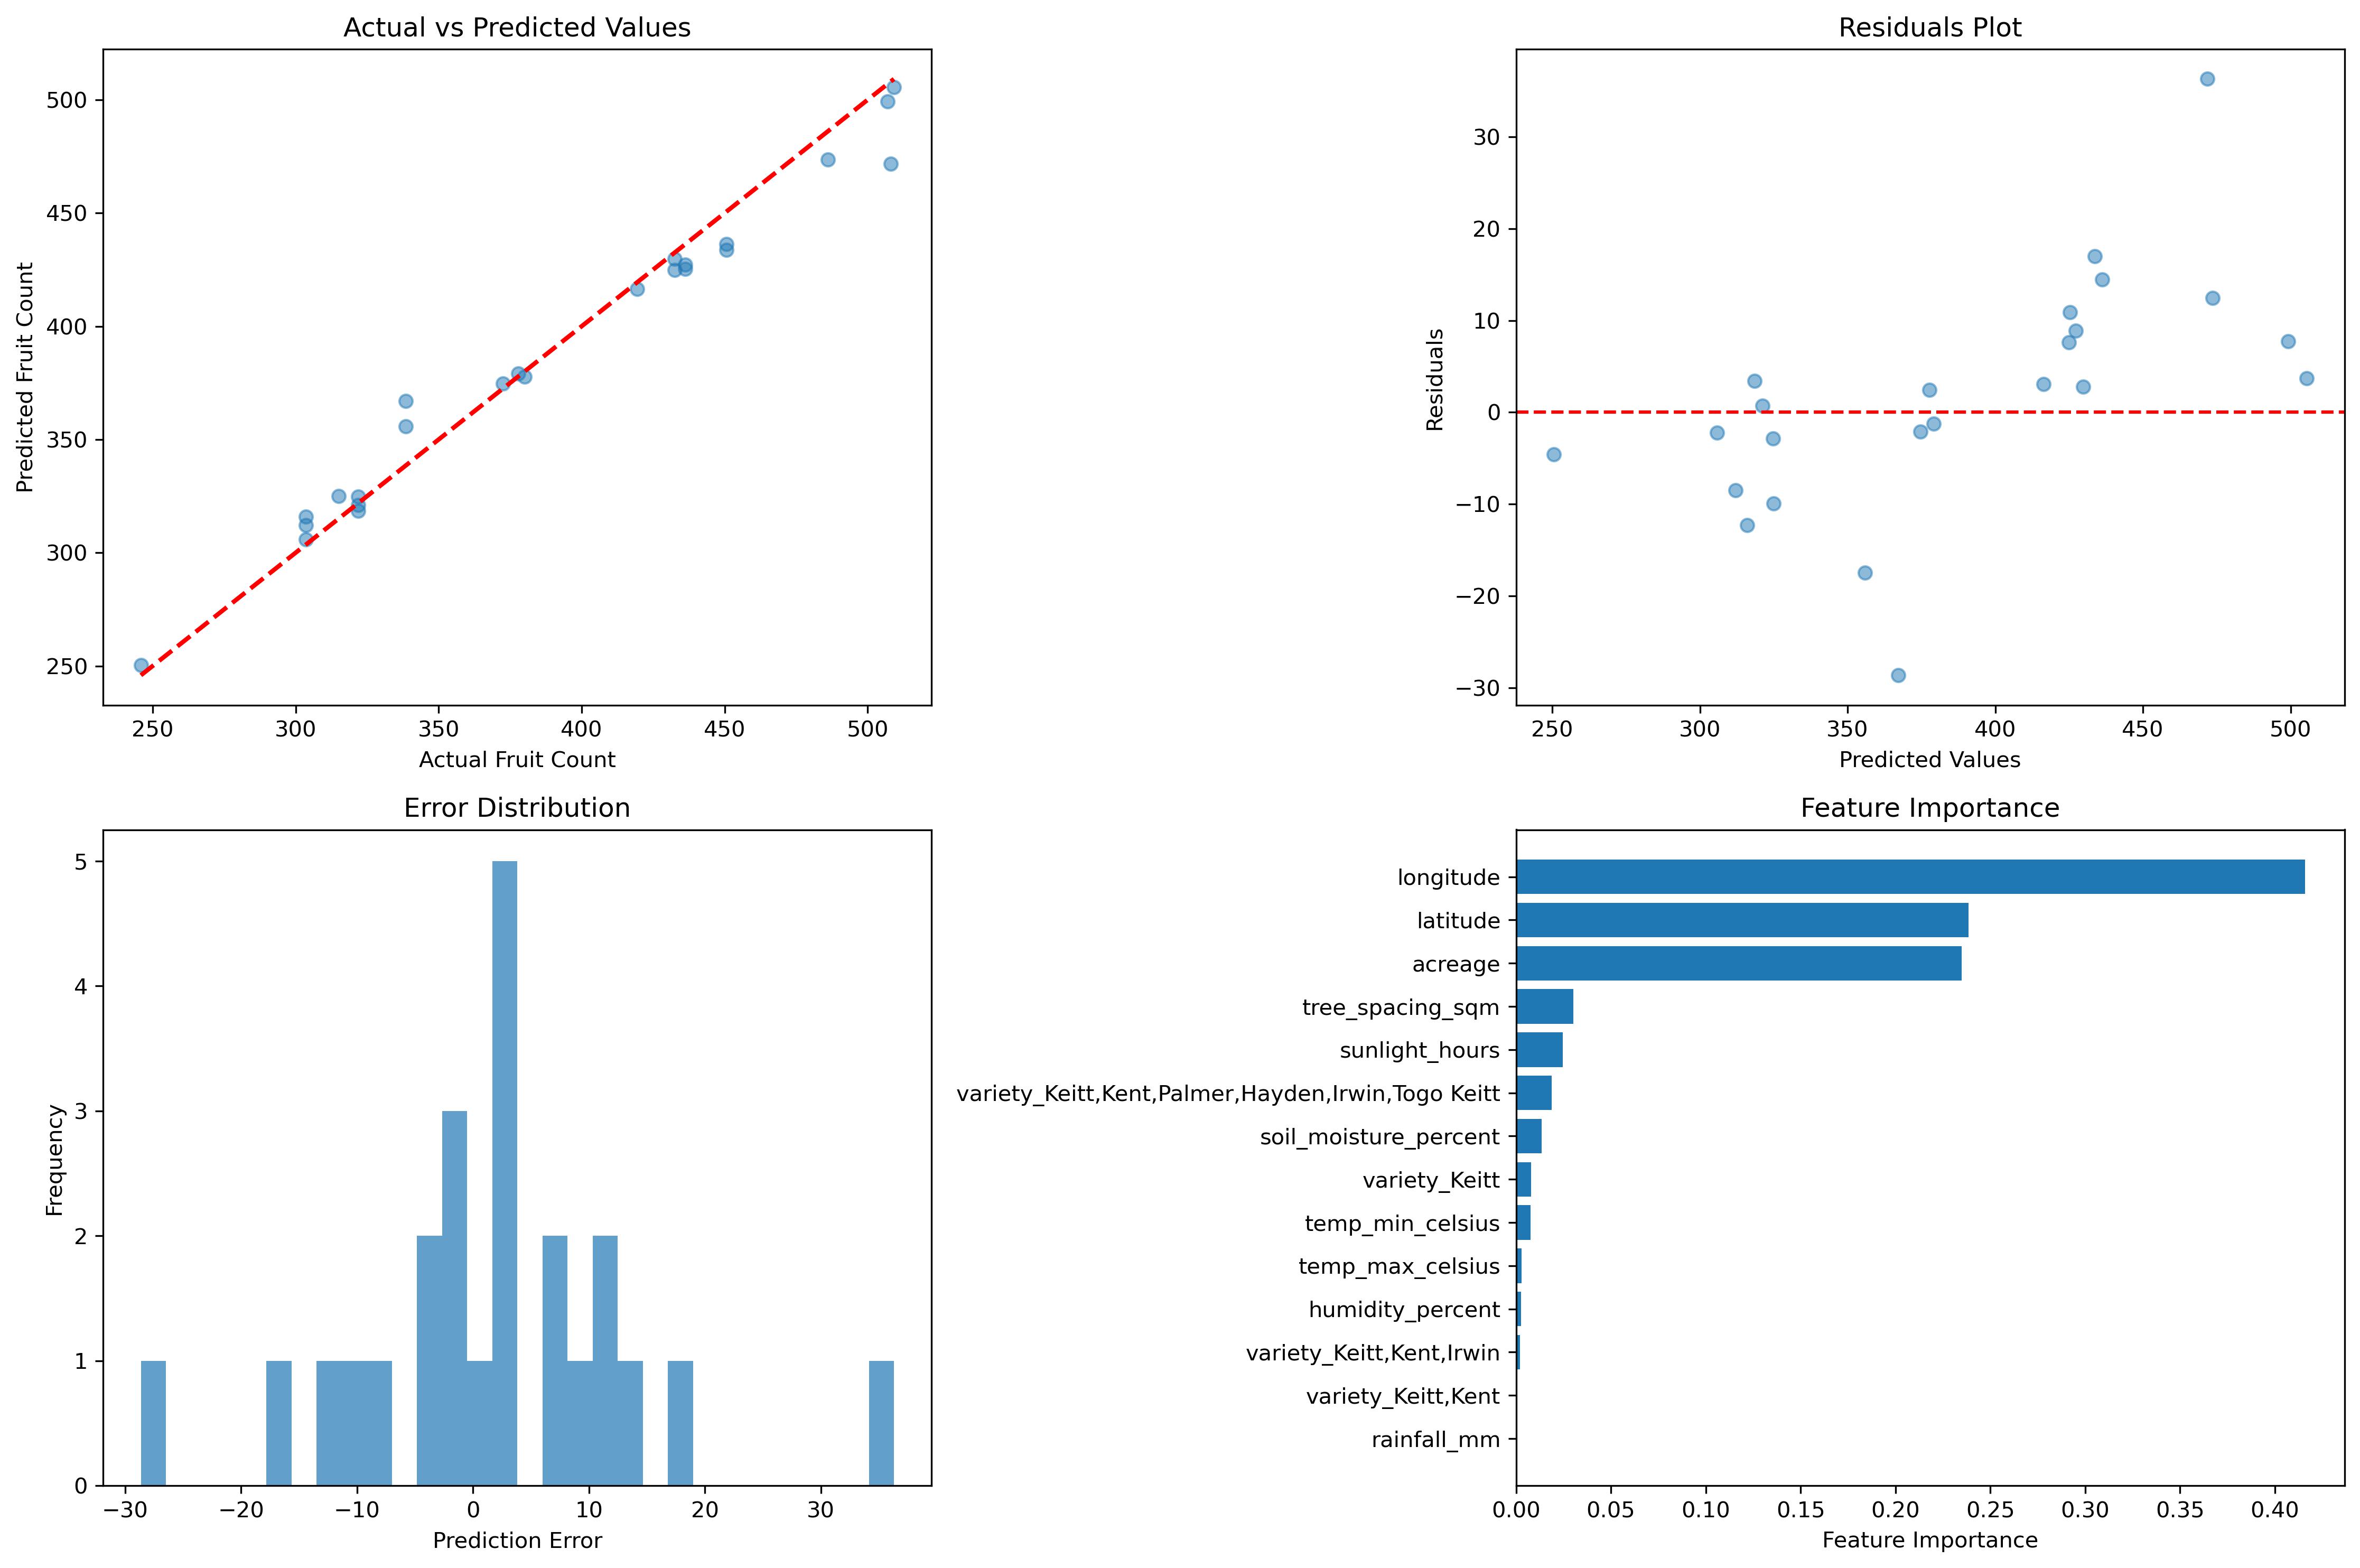 Actual vs Predicted Values
500
450
400
350
300
250
Predicted Fruit Count
250 300 350 400 450 500
Actual Fruit Count
Residuals Plot
30
20
10
0
−10
−20
−30
Residuals
250 300 350 400 450 500
Predicted Values
Error Distribution
5
4
3
2
1
0
Frequency
−30 −20 −10 0 10 20 30
Prediction Error
Feature Importance
longitude
latitude
acreage
tree_spacing_sqm
sunlight_hours
variety_Keitt,Kent,Palmer,Hayden,Irwin,Togo Keitt
soil_moisture_percent
variety_Keitt
temp_min_celsius
temp_max_celsius
humidity_percent
variety_Keitt,Kent,Irwin
variety_Keitt,Kent
rainfall_mm
0.00 0.05 0.10 0.15 0.20 0.25 0.30 0.35 0.40
Feature Importance